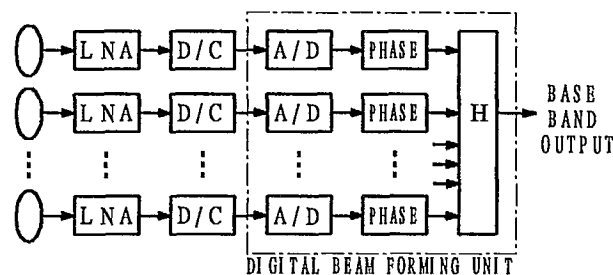 LNA D/C A/D PHASE
LNA D/C A/D PHASE H BASE
BAND
OUTPUT
LNA D/C A/D PHASE
DIGITAL BEAM FORMING UNIT